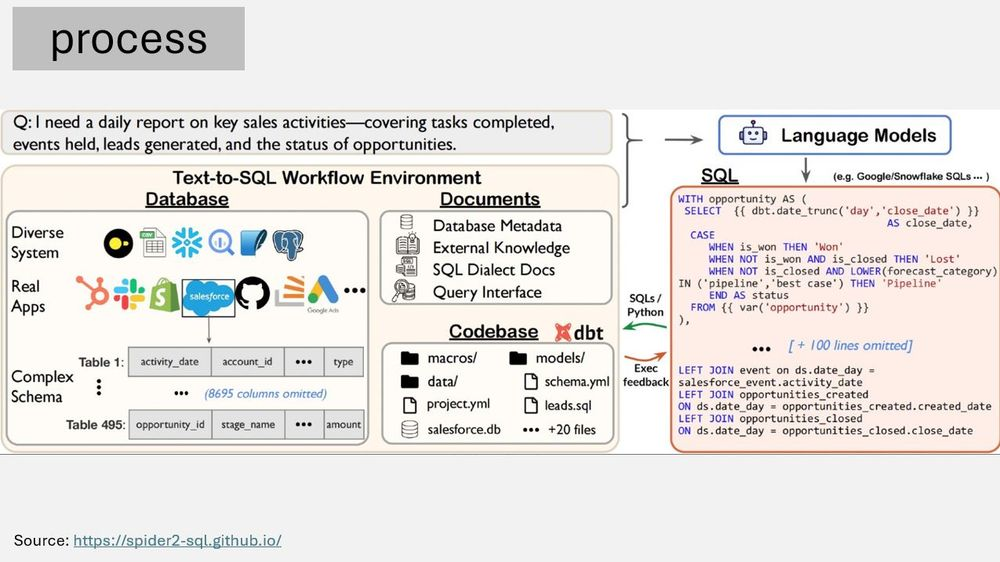 process
Q: I need a daily report on key sales activities—covering tasks completed,
events held, leads generated, and the status of opportunities.
Language Models
Text-to-SQL Workflow Environment
Database
Diverse
System
CSV
Real
Apps
salesforce
Google Ads
•••
Complex
Schema
Table 1:
activity_date
account_id
•••
type
•••
(8695 columns omitted)
Table 495:
opportunity_id
stage_name
•••
amount
Documents
Database Metadata
External Knowledge
SQL Dialect Docs
Query Interface
Codebase
dbt
macros/
models/
data/
schema.yml
project.yml
leads.sql
salesforce.db
••• +20 files
SQLs /
Python
Exec
feedback
SQL
(e.g. Google/Snowflake SQLs ••• )
WITH opportunity AS (
SELECT {{ dbt.date_trunc('day','close_date') }}
AS close_date,
CASE
WHEN is_won THEN 'Won'
WHEN NOT is_won AND is_closed THEN 'Lost'
WHEN NOT is_closed AND LOWER(forecast_category)
IN ('pipeline','best case') THEN 'Pipeline'
END AS status
FROM {{ var('opportunity') }}
),
••• [ + 100 lines omitted]
LEFT JOIN event on ds.date_day =
salesforce_event.activity_date
LEFT JOIN opportunities_created
ON ds.date_day = opportunities_created.created_date
LEFT JOIN opportunities_closed
ON ds.date_day = opportunities_closed.close_date
Source: https://spider2-sql.github.io/